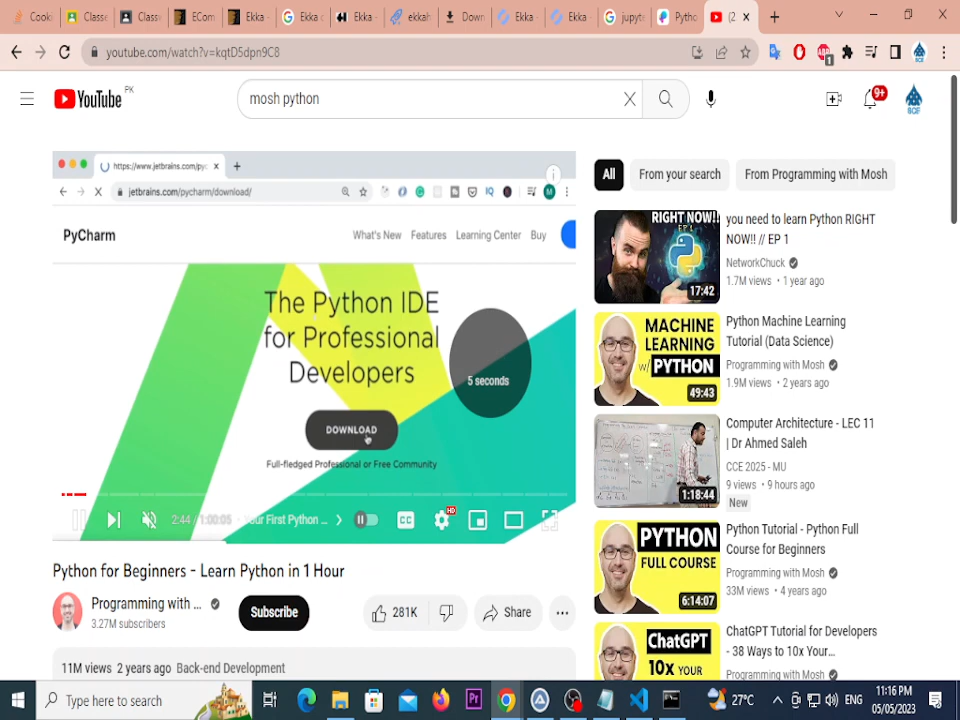 Cooki
Classe
Classe
ECom
Ekka -
Ekka c
Ekka -
ekkah
Down
Ekka -
Ekka
jupyte
Pytho
(2
youtube.com/watch?v=kqtD5dpn9C8
YouTube PK
mosh python
9+
SCF
https://www.jetbrains.com/pyc
jetbrains.com/pycharm/download/
PyCharm
What's New Features Learning Center Buy
The Python IDE
for Professional
Developers
5 seconds
DOWNLOAD
Full-fledged Professional or Free Community
2:44 / 1:00:05 · Your First Python ...
CC
HD
Python for Beginners - Learn Python in 1 Hour
Programming with ...
3.27M subscribers
Subscribe
281K
Share
11M views 2 years ago Back-end Development
All
From your search
From Programming with Mosh
RIGHT NOW!!
EP 1
17:42
you need to learn Python RIGHT
NOW!! // EP 1
NetworkChuck
1.7M views • 1 year ago
MACHINE
LEARNING
W/ PYTHON
49:43
Python Machine Learning
Tutorial (Data Science)
Programming with Mosh
1.9M views • 2 years ago
1:18:44
Computer Architecture - LEC 11
| Dr Ahmed Saleh
CCE 2025 - MU
9 views • 9 hours ago
New
PYTHON
FULL COURSE
6:14:07
Python Tutorial - Python Full
Course for Beginners
Programming with Mosh
33M views • 4 years ago
ChatGPT
10x YOUR
ChatGPT Tutorial for Developers
- 38 Ways to 10x Your...
Programming with Mosh
Type here to search
Pr
27°C
ENG
11:16 PM
05/05/2023